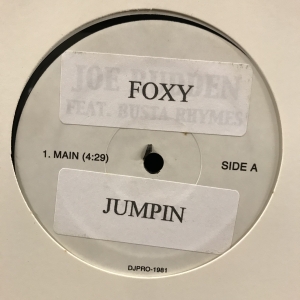 JOE BUDDEN
FOXY
FEAT. BUSTA RHYMES
1. MAIN (4:29)
SIDE A
JUMPIN
DJPRO-1981